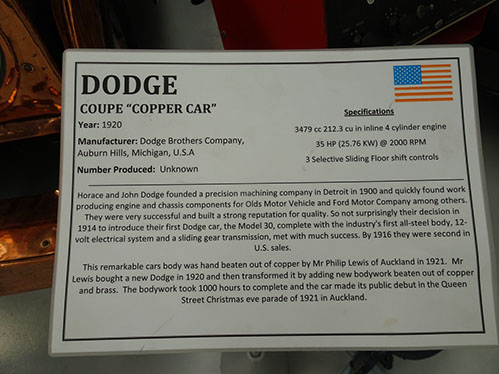 DODGE
COUPE “COPPER CAR”
Year: 1920
Manufacturer: Dodge Brothers Company,
Auburn Hills, Michigan, U.S.A
Number Produced: Unknown
Specifications
3479 cc 212.3 cu in inline 4 cylinder engine
35 HP (25.76 KW) @ 2000 RPM
3 Selective Sliding Floor shift controls
Horace and John Dodge founded a precision machining company in Detroit in 1900 and quickly found work
producing engine and chassis components for Olds Motor Vehicle and Ford Motor Company among others.
They were very successful and built a strong reputation for quality. So not surprisingly their decision in
1914 to introduce their first Dodge car, the Model 30, complete with the industry's first all-steel body, 12-
volt electrical system and a sliding gear transmission, met with much success. By 1916 they were second in
U.S. sales.
This remarkable cars body was hand beaten out of copper by Mr Philip Lewis of Auckland in 1921. Mr
Lewis bought a new Dodge in 1920 and then transformed it by adding new bodywork beaten out of copper
and brass. The bodywork took 1000 hours to complete and the car made its public debut in the Queen
Street Christmas eve parade of 1921 in Auckland.